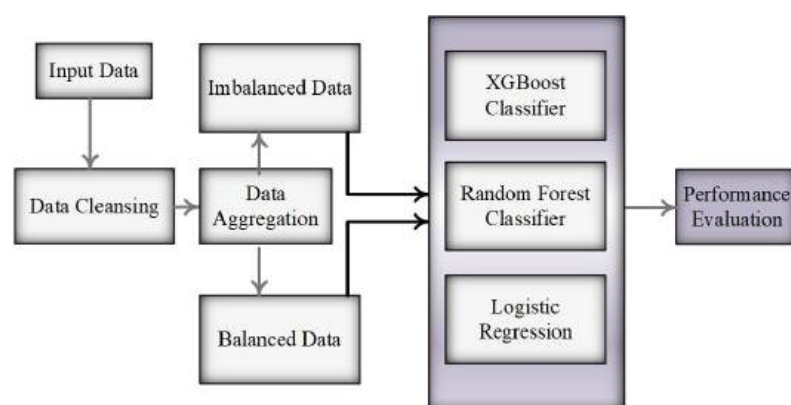 Input Data
Data Cleansing
Imbalanced Data
Data
Aggregation
Balanced Data
XGBoost
Classifier
Random Forest
Classifier
Logistic
Regression
Performance
Evaluation